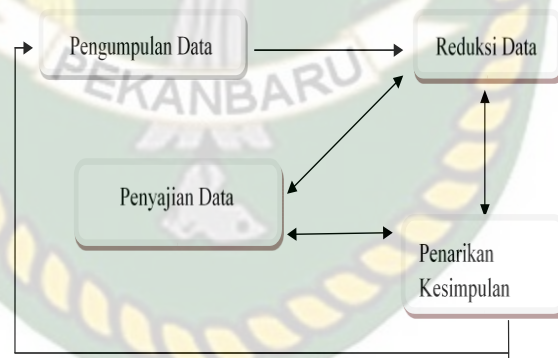 Pengumpulan Data
Reduksi Data
PEKANBARU
Penyajian Data
Penarikan
Kesimpulan